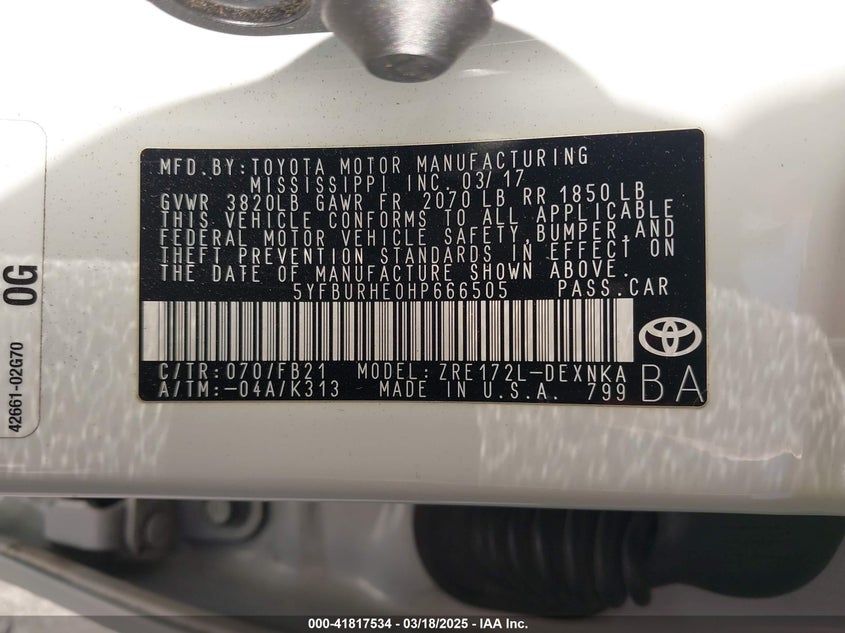 MFD.BY:TOYOTA MOTOR MANUFACTURING
MISSISSIPPI INC. 03/17
GVWR 3820LB GAWR FR 2070 LB RR 1850LB
THIS VEHICLE CONFORMS TO ALL APPLICABLE
FEDERAL MOTOR VEHICLE SAFETY,BUMPER,AND
THEFT PREVENTION STANDARDS IN EFFECT ON
THE DATE OF MANUFACTURE SHOWN ABOVE.
5YFBURHE0HP666505 PASS.CAR
C/TR:070/FB21 MODEL:ZRE172L-DEXNKA
A/TM:-04A/K313 MADE IN U.S.A. 799
BA
0G
42661-02G70
000-41817534 - 03/18/2025 - IAA Inc.